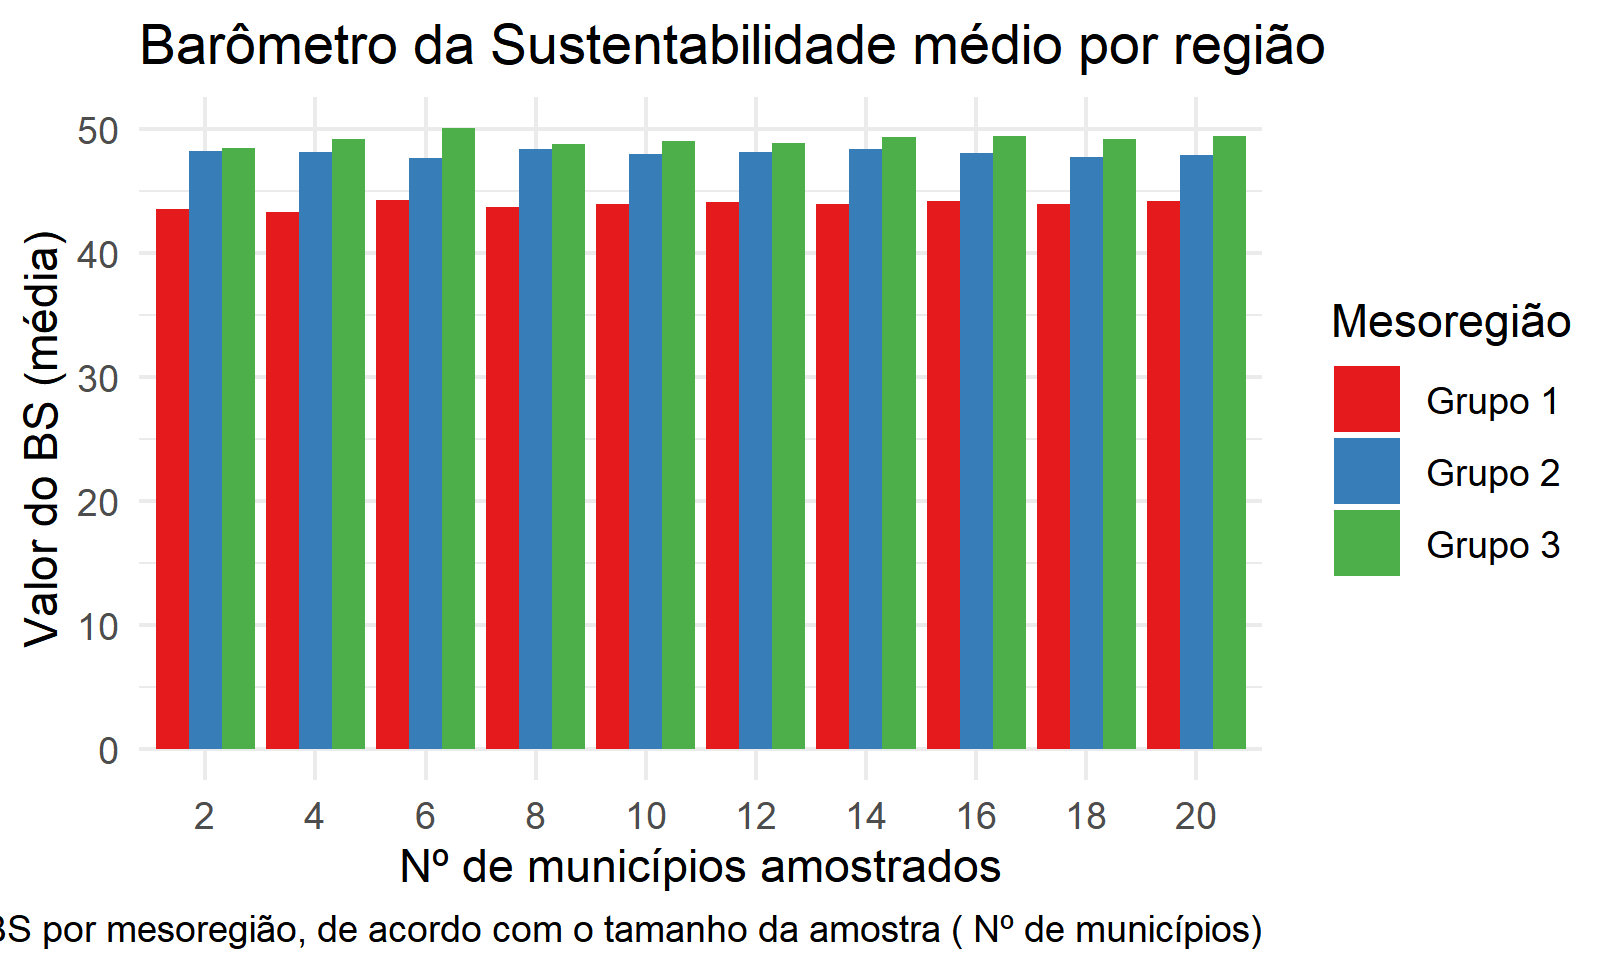 Barômetro da Sustentabilidade médio por região
Valor do BS (média)
50
40
30
20
10
0
2 4 6 8 10 12 14 16 18 20
Nº de municípios amostrados
Mesoregião
Grupo 1
Grupo 2
Grupo 3
BS por mesoregião, de acordo com o tamanho da amostra ( Nº de municípios)